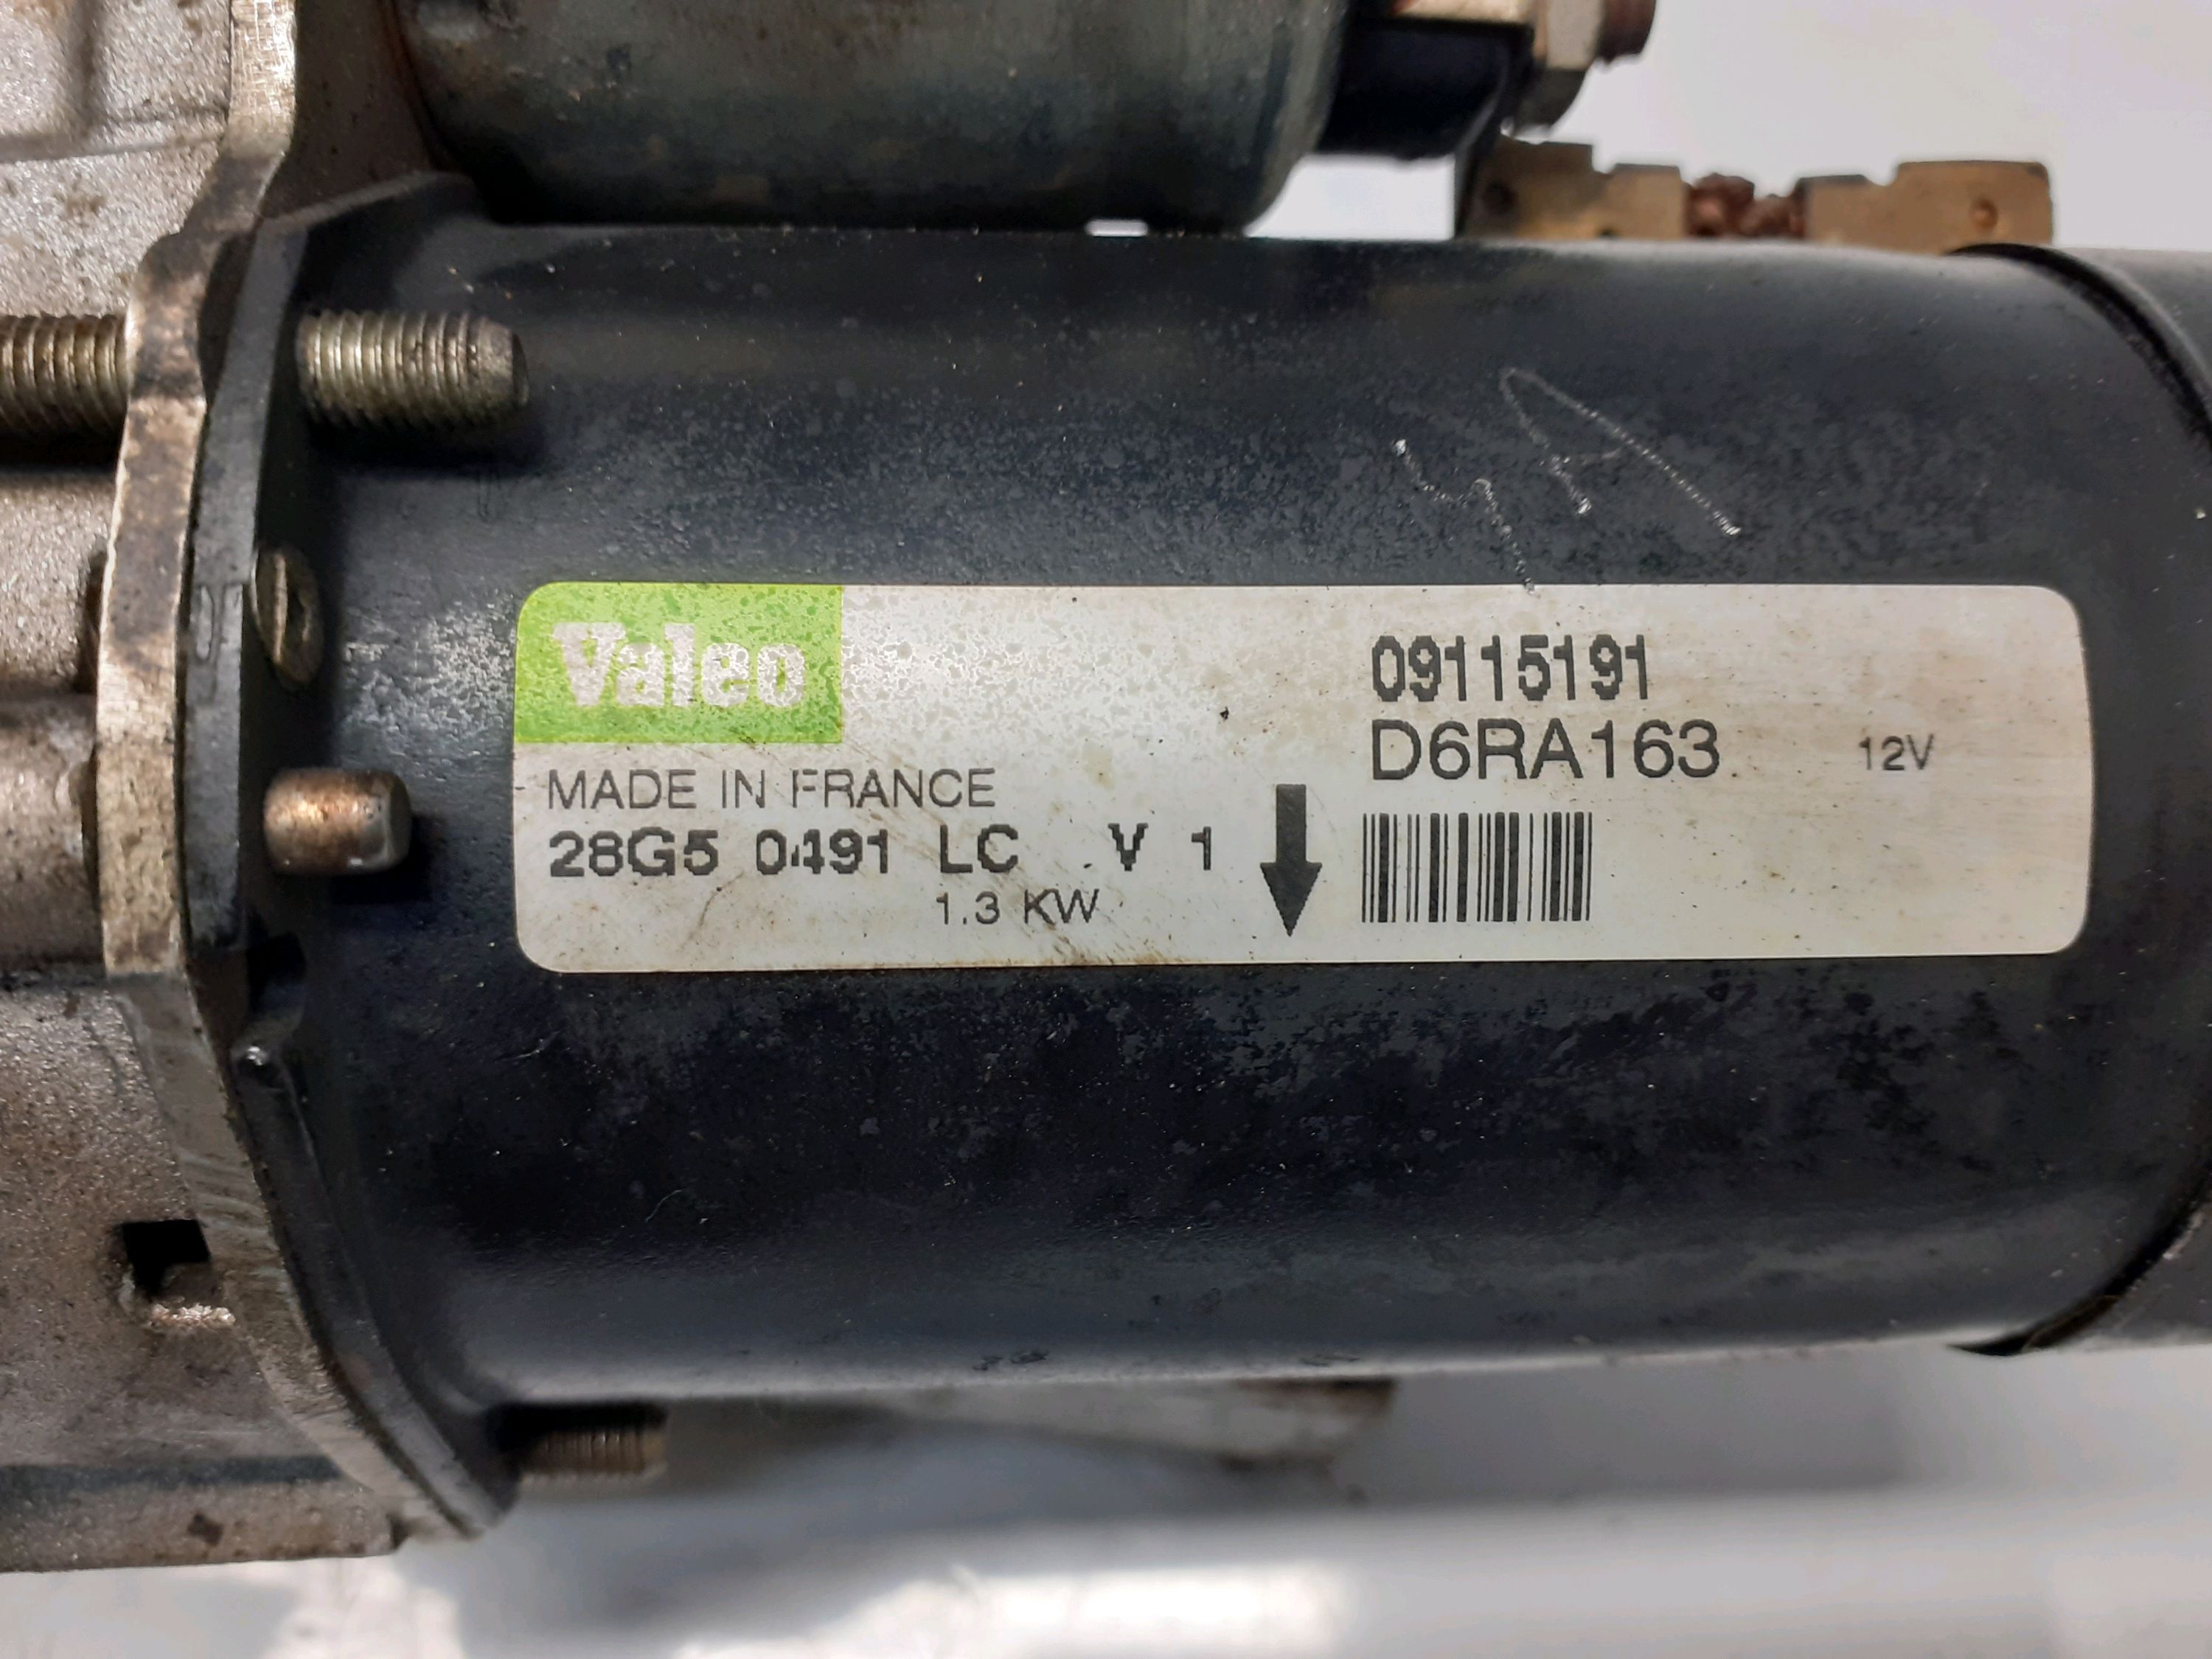 Valeo
09115191
D6RA163 12V
MADE IN FRANCE
28G5 0491 LC V 1
1.3 KW